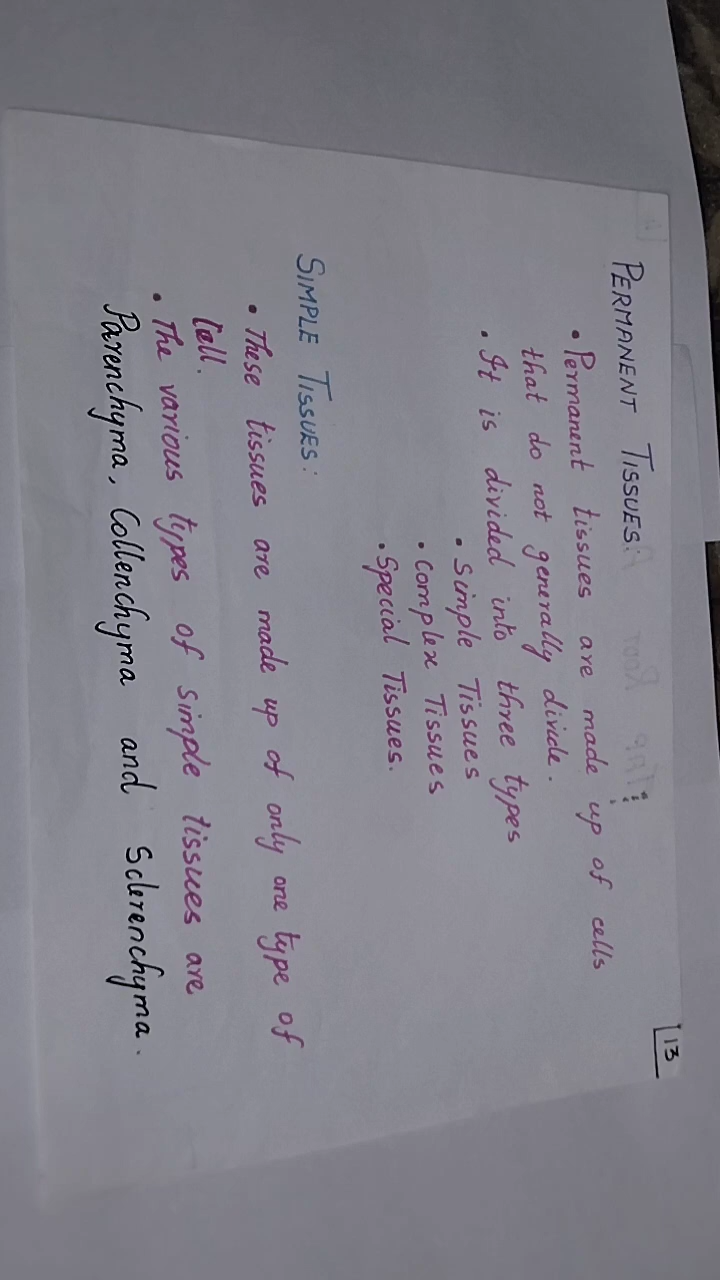 13
PERMANENT TISSUES:
• Permanent tissues are made up of cells
that do not generally divide.
• It is divided into three types
• Simple Tissues
• Complex Tissues
• Special Tissues.
SIMPLE TISSUES:
• These tissues are made up of only one type of
Cell.
• The various types of simple tissues are
Parenchyma, Collenchyma and Sclerenchyma.